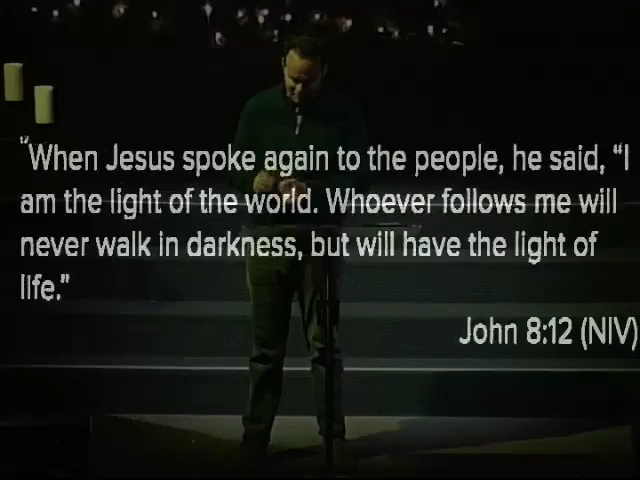 "When Jesus spoke again to the people, he said, “I
am the light of the world. Whoever follows me will
never walk in darkness, but will have the light of
life.”
John 8:12 (NIV)